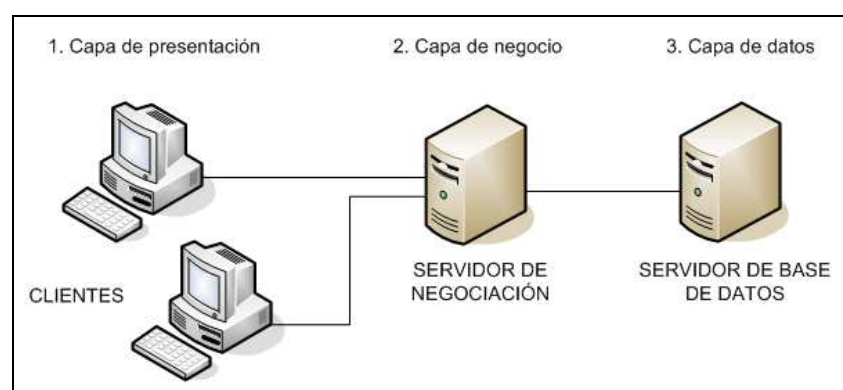 1. Capa de presentación
2. Capa de negocio
3. Capa de datos
CLIENTES
SERVIDOR DE
NEGOCIACIÓN
SERVIDOR DE BASE
DE DATOS